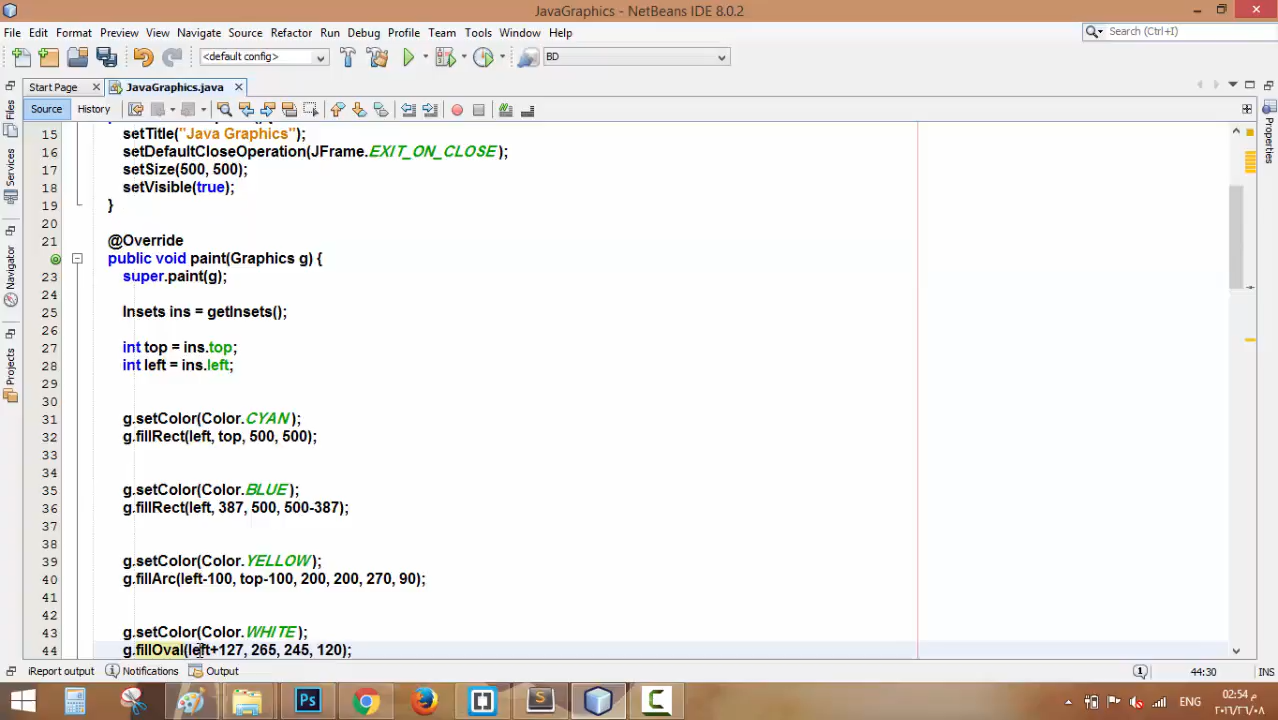 JavaGraphics - NetBeans IDE 8.0.2
File Edit Format Preview View Navigate Source Refactor Run Debug Profile Team Tools Window Help
Search (Ctrl+I)
<default config>
BD
Start Page
JavaGraphics.java
Source History
Files
Services
Navigator
Projects
Properties
15 setTitle("Java Graphics");
16 setDefaultCloseOperation(JFrame.EXIT_ON_CLOSE);
17 setSize(500, 500);
18 setVisible(true);
19 }
20
21 @Override
public void paint(Graphics g) {
23 super.paint(g);
24
25 Insets ins = getInsets();
26
27 int top = ins.top;
28 int left = ins.left;
29
30
31 g.setColor(Color.CYAN);
32 g.fillRect(left, top, 500, 500);
33
34
35 g.setColor(Color.BLUE);
36 g.fillRect(left, 387, 500, 500-387);
37
38
39 g.setColor(Color.YELLOW);
40 g.fillArc(left-100, top-100, 200, 200, 270, 90);
41
42
43 g.setColor(Color.WHITE);
44 g.fillOval(left+127, 265, 245, 120);
iReport output Notifications Output
44:30 INS
Ps
S
C
ENG
02:54 م